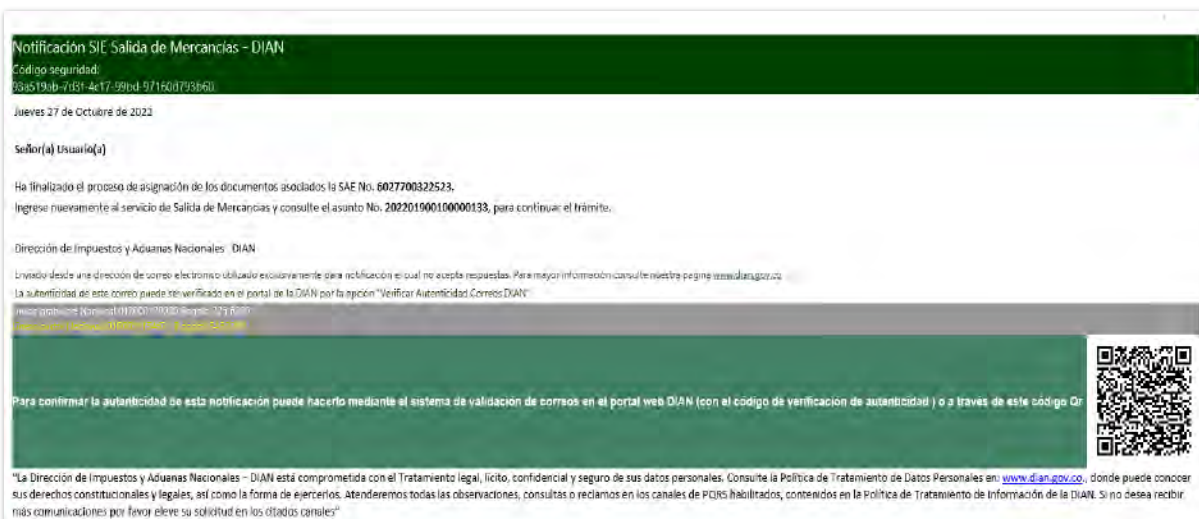 Notificación SIE Salida de Mercancías – DIAN
Código seguridad:
93a519ab-7d3f-4c17-99bd-97160d793b60
Jueves 27 de Octubre de 2022
Señor(a) Usuario(a)
Ha finalizado el proceso de asignación de los documentos asociados la SAE No. 6027700322523.
Ingrese nuevamente al servicio de Salida de Mercancías y consulte el asunto No. 202201900100000133, para continuar el trámite.
Dirección de Impuestos y Aduanas Nacionales DIAN
Enviado desde una dirección de correo electrónico utilizado exclusivamente para notificación el cual no acepta respuestas. Para mayor información consulte nuestra pagina www.dian.gov.co
La autenticidad de este correo puede ser verificado en el portal de la DIAN por la opción "Verificar Autenticidad Correos DIAN"
Para confirmar la autenticidad de esta notificación puede hacerlo mediante el sistema de validación de correos en el portal web DIAN (con el código de verificación de autenticidad ) o a través de este código Qr
"La Dirección de Impuestos y Aduanas Nacionales – DIAN está comprometida con el Tratamiento legal, lícito, confidencial y seguro de sus datos personales. Consulte la Política de Tratamiento de Datos Personales en: www.dian.gov.co., donde puede conocer
sus derechos constitucionales y legales, así como la forma de ejercerlos. Atenderemos todas las observaciones, consultas o reclamos en los canales de PQRS habilitados, contenidos en la Política de Tratamiento de Información de la DIAN. Si no desea recibir
más comunicaciones por favor eleve su solicitud en los citados canales"